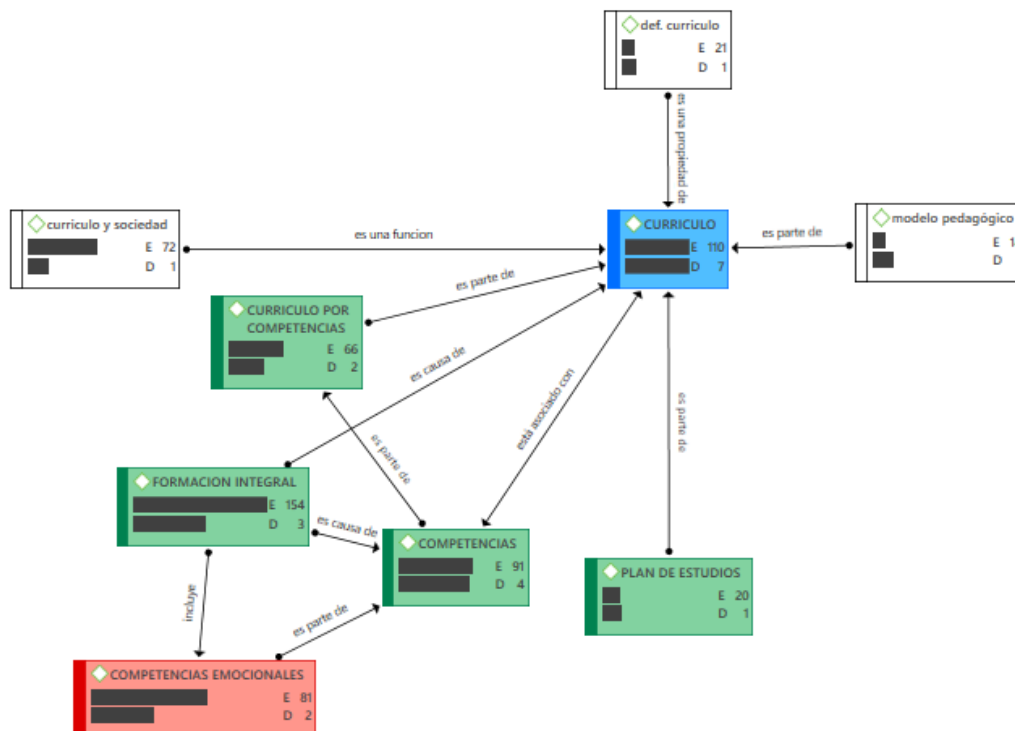 def. curriculo
E 21
D 1
es una propiedad de
curriculo y sociedad
E 72
D 1
es una funcion
CURRICULO
E 110
D 7
es parte de
modelo pedagógico
E 1
D
CURRICULO POR
COMPETENCIAS
E 66
D 2
es parte de
es causa de
está asociado con
es parte de
es parte de
FORMACION INTEGRAL
E 154
D 3
es causa de
COMPETENCIAS
E 91
D 4
PLAN DE ESTUDIOS
E 20
D 1
incluye
es parte de
COMPETENCIAS EMOCIONALES
E 81
D 2